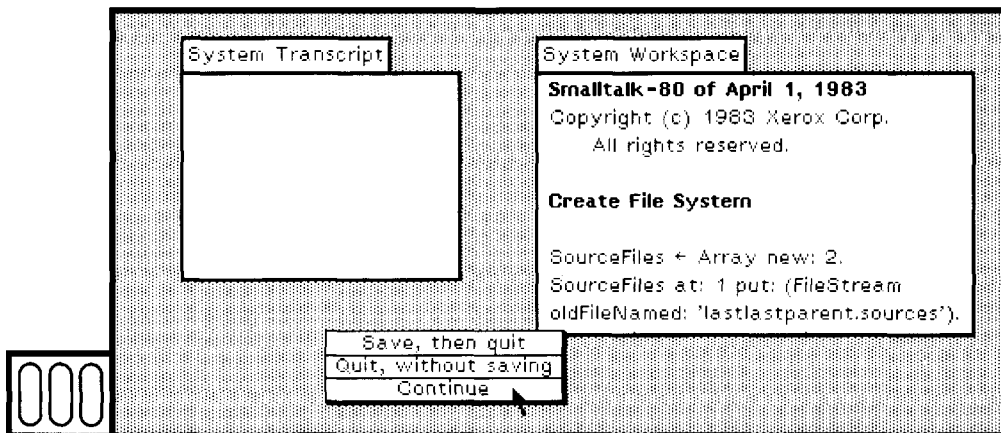 System Transcript
System Workspace
Smalltalk-80 of April 1, 1983
Copyright (c) 1983 Xerox Corp.
All rights reserved.
Create File System
SourceFiles ← Array new: 2.
SourceFiles at: 1 put: (FileStream
oldFileNamed: 'lastlastparent.sources').
Save, then quit
Quit, without saving
Continue